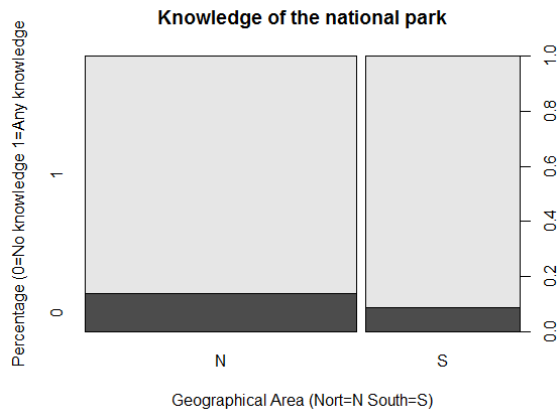 Knowledge of the national park
Percentage (0=No knowledge 1=Any knowledge
1
0
1.0
0.8
0.6
0.4
0.2
0.0
N S
Geographical Area (Nort=N South=S)